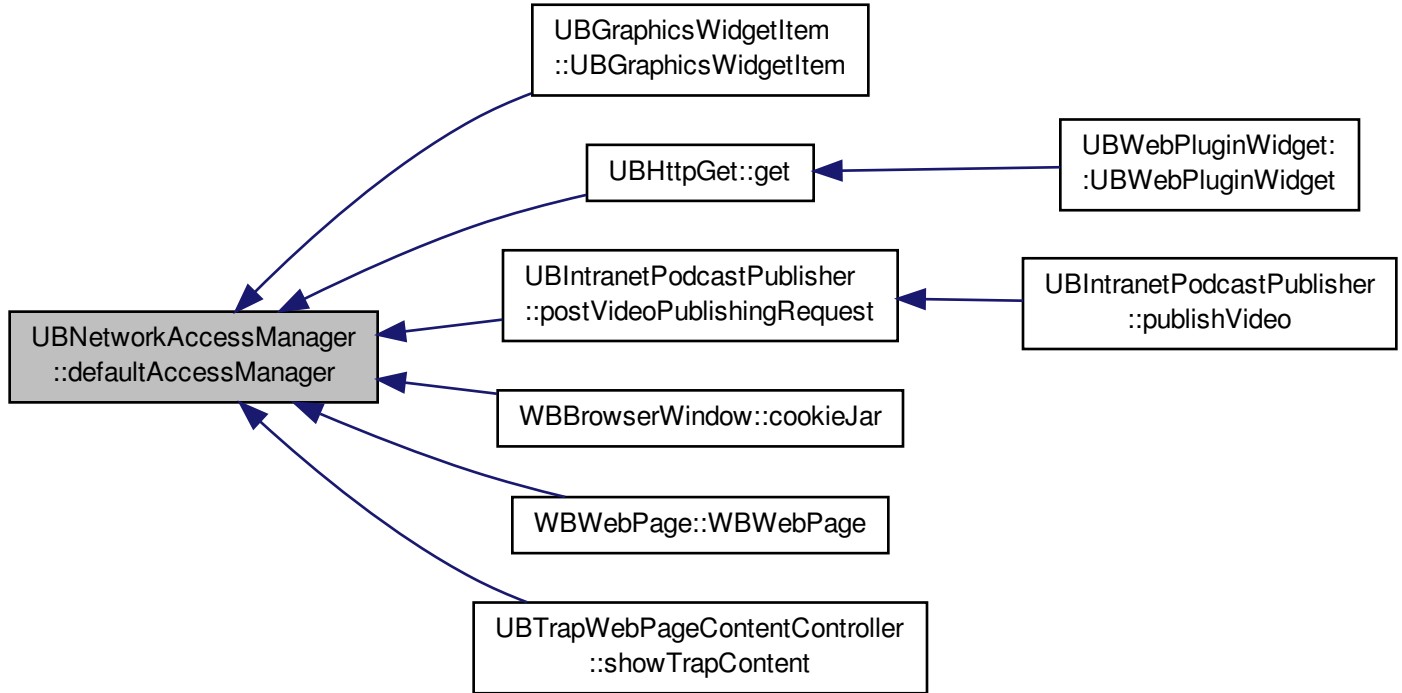 UBGraphicsWidgetItem
::UBGraphicsWidgetItem
UBHttpGet::get
UBWebPluginWidget:
:UBWebPluginWidget
UBIntranetPodcastPublisher
::postVideoPublishingRequest
UBIntranetPodcastPublisher
::publishVideo
UBNetworkAccessManager
::defaultAccessManager
WBBrowserWindow::cookieJar
WBWebPage::WBWebPage
UBTrapWebPageContentController
::showTrapContent